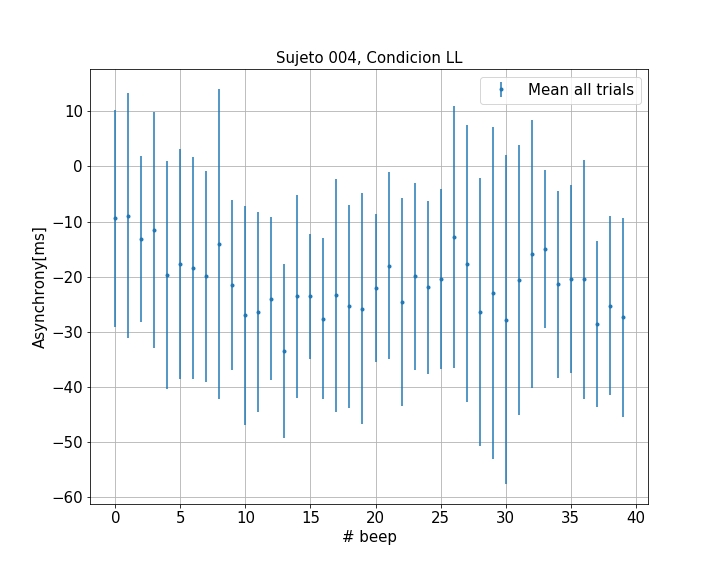 Sujeto 004, Condicion LL
Mean all trials
Asynchrony[ms]
10
0
−10
−20
−30
−40
−50
−60
0 5 10 15 20 25 30 35 40
# beep